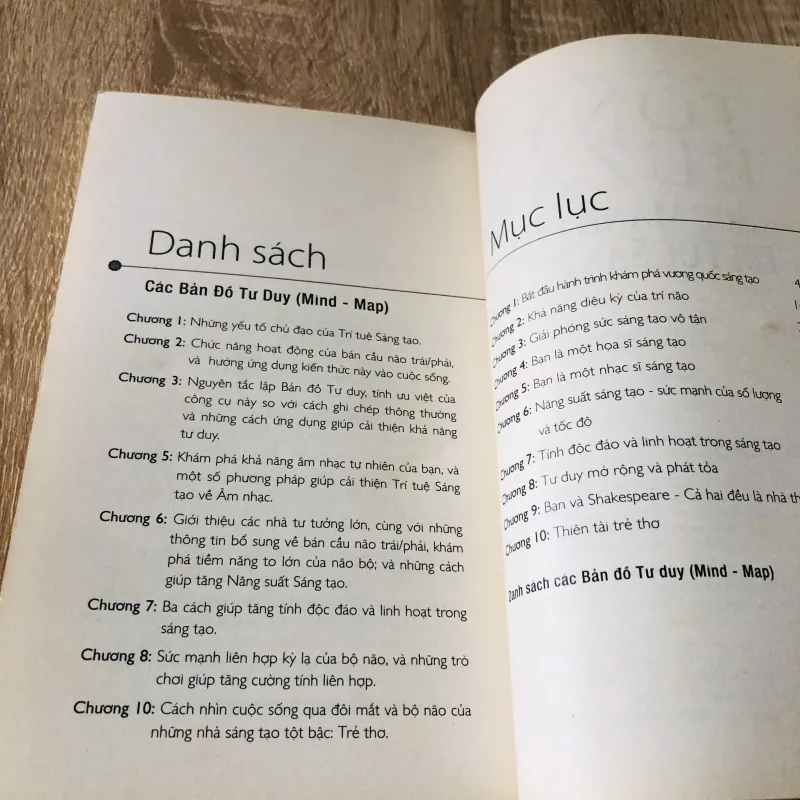 Danh sách
Các Bản Đồ Tư Duy (Mind - Map)
Chương 1: Những yếu tố chủ đạo của Trí tuệ Sáng tạo.
Chương 2: Chức năng hoạt động của bán cầu não trái/phải,
và hướng ứng dụng kiến thức này vào cuộc sống.
Chương 3: Nguyên tắc lập Bản đồ Tư duy, tính ưu việt của
công cụ này so với cách ghi chép thông thường
và những cách ứng dụng giúp cải thiện khả năng
tư duy.
Chương 5: Khám phá khả năng âm nhạc tự nhiên của bạn, và
một số phương pháp giúp cải thiện Trí tuệ Sáng
tạo về Âm nhạc.
Chương 6: Giới thiệu các nhà tư tưởng lớn, cùng với những
thông tin bổ sung về bán cầu não trái/phải, khám
phá tiềm năng to lớn của não bộ; và những cách
giúp tăng Năng suất Sáng tạo.
Chương 7: Ba cách giúp tăng tính độc đáo và linh hoạt trong
sáng tạo.
Chương 8: Sức mạnh liên hợp kỳ lạ của bộ não, và những trò
chơi giúp tăng cường tính liên hợp.
Chương 10: Cách nhìn cuộc sống qua đôi mắt và bộ não của
những nhà sáng tạo tột bậc: Trẻ thơ.
Mục lục
Chương 1: Bắt đầu hành trình khám phá vương quốc sáng tạo 4
Chương 2: Khả năng diệu kỳ của trí não 1
Chương 3: Giải phóng sức sáng tạo vô tận
Chương 4: Bạn là một họa sĩ sáng tạo
Chương 5: Bạn là một nhạc sĩ sáng tạo
Chương 6: Năng suất sáng tạo - sức mạnh của số lượng
và tốc độ
Chương 7: Tính độc đáo và linh hoạt trong sáng tạo
Chương 8: Tư duy mở rộng và phát tỏa
Chương 9: Bạn và Shakespeare - Cả hai đều là nhà th
Chương 10: Thiên tài trẻ thơ
Danh sách các Bản đồ Tư duy (Mind - Map)